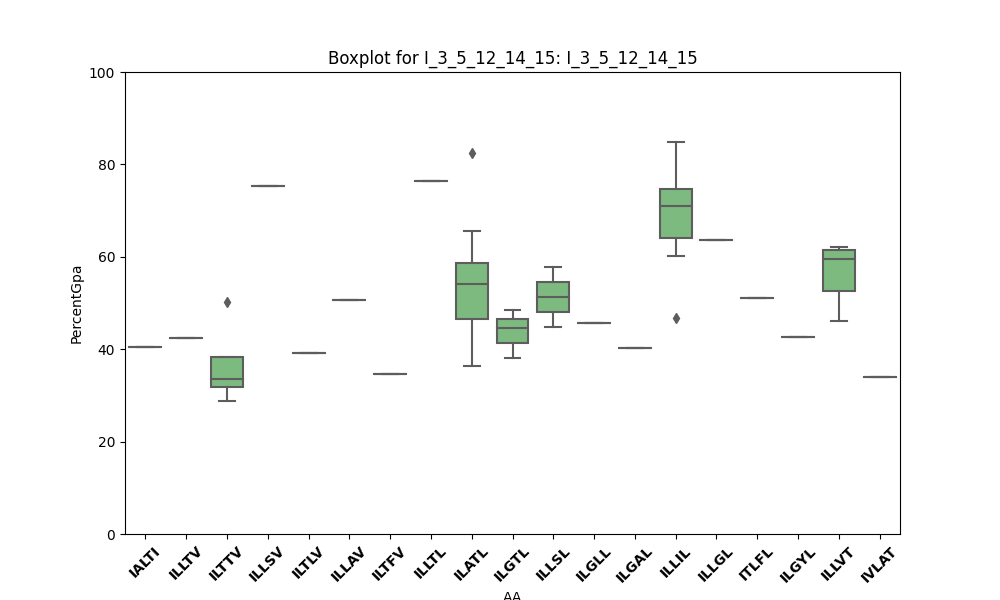 Boxplot for I_3_5_12_14_15: I_3_5_12_14_15
100
80
60
40
20
0
PercentGpa
IALTI
ILLTV
ILTTV
ILLSV
ILTLV
ILLAV
ILTFV
ILLTL
ILATL
ILGTL
ILLSL
ILGLL
ILGAL
ILLIL
ILLGL
ITLFL
ILGYL
ILLVT
IVLAT
AA